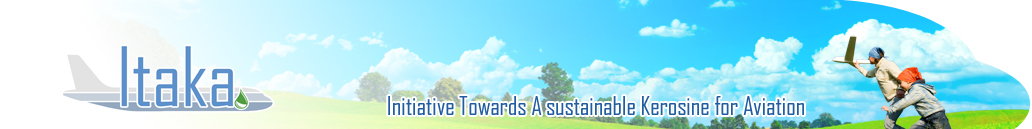 Itaka
Initiative Towards A sustainable Kerosine for Aviation